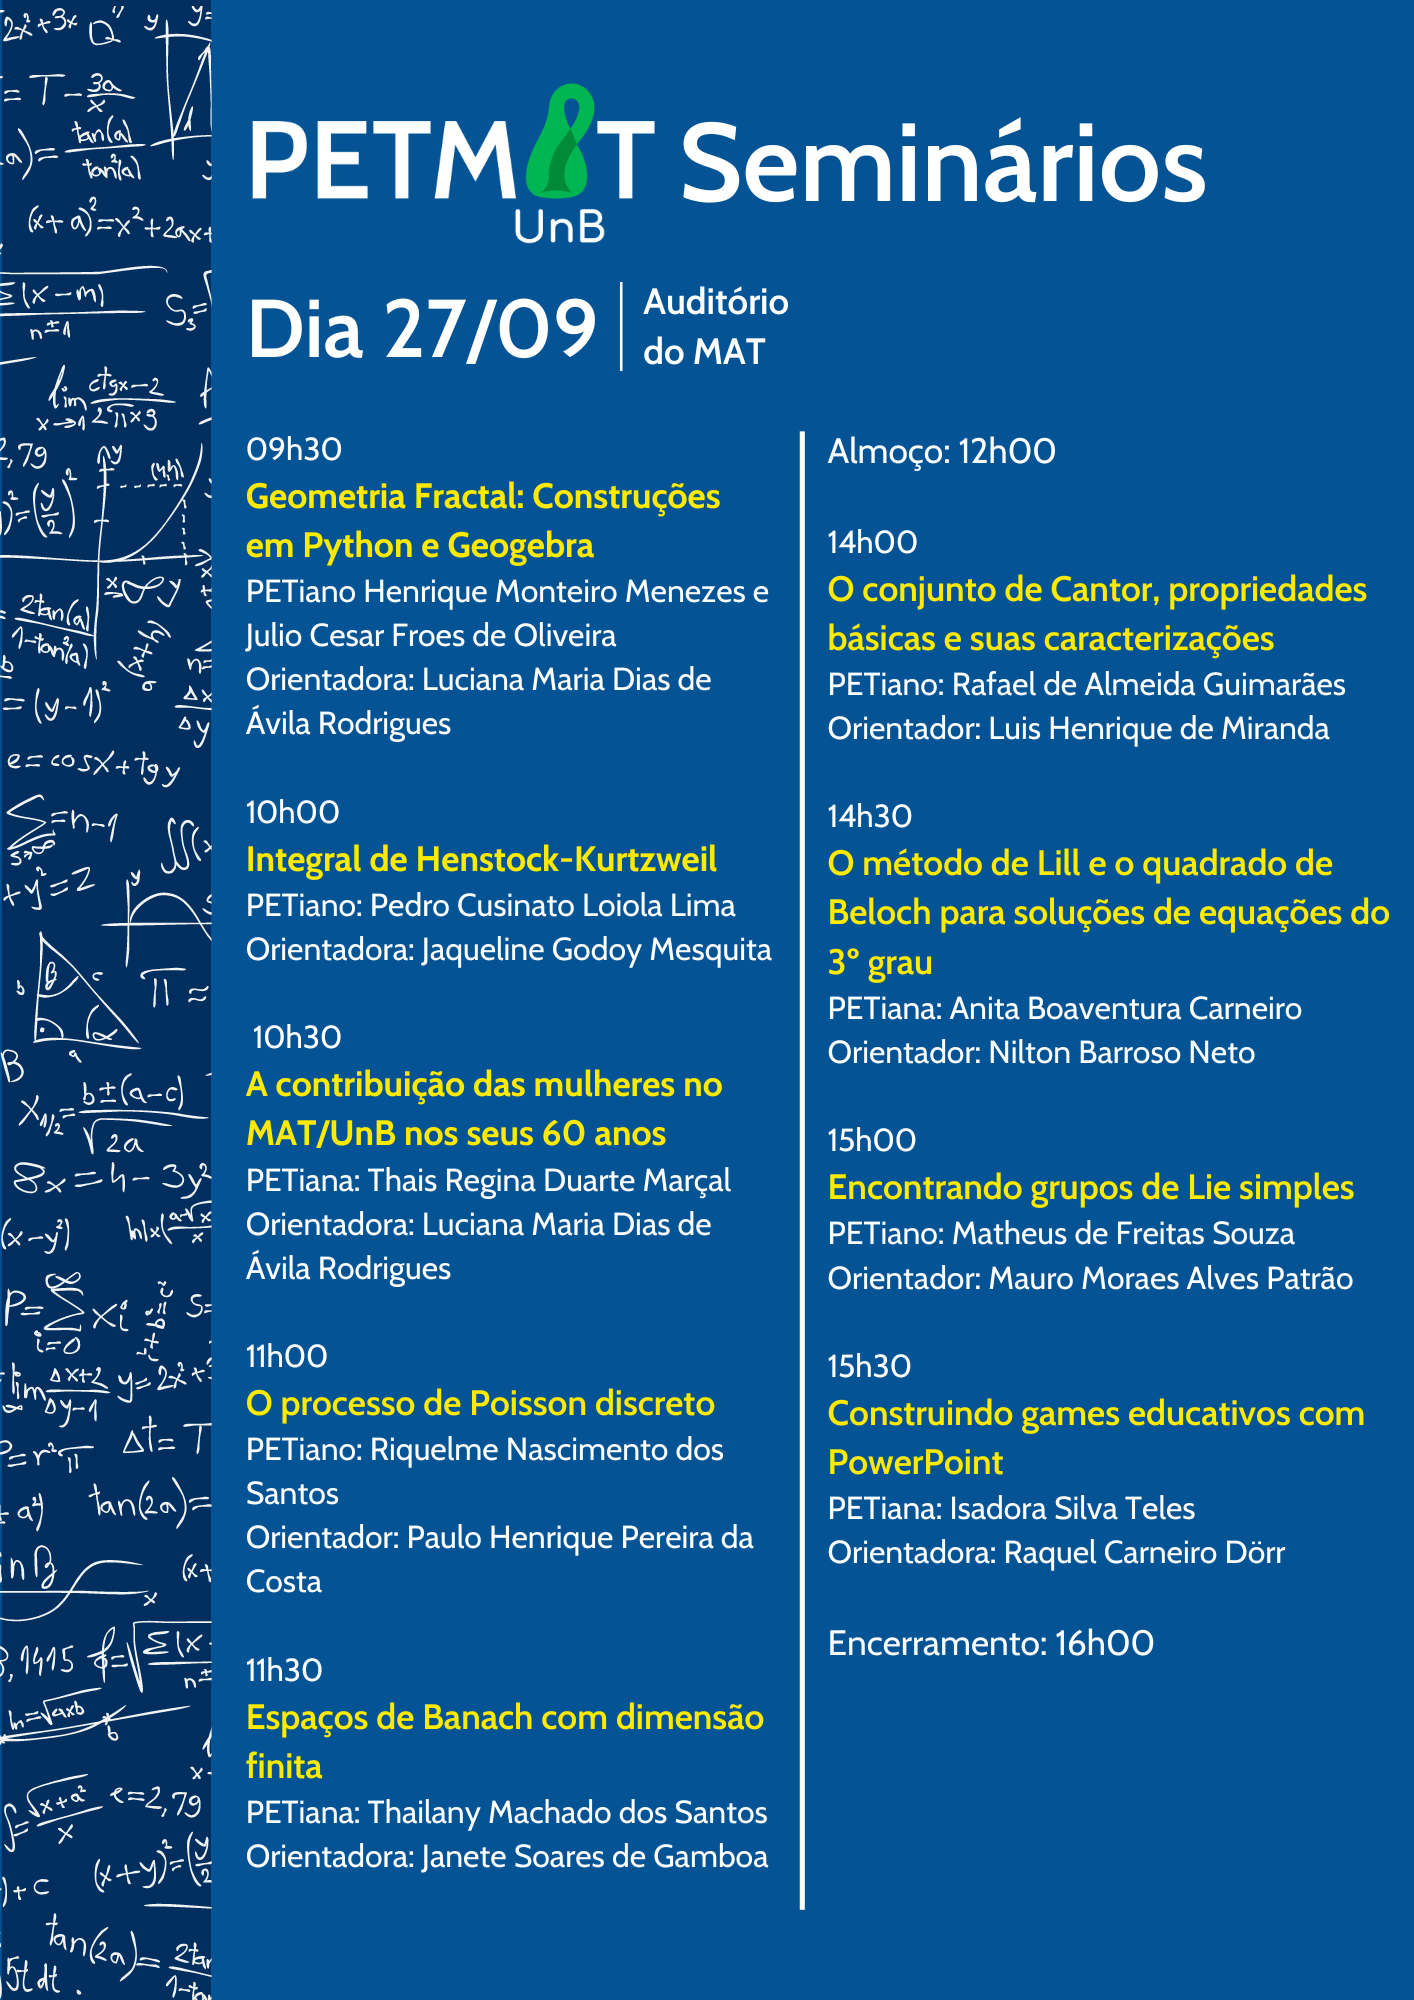 PETMAT Seminários
UnB
Dia 27/09
Auditório
do MAT
09h30
Geometria Fractal: Construções
em Python e Geogebra
PETiano Henrique Monteiro Menezes e
Julio Cesar Froes de Oliveira
Orientadora: Luciana Maria Dias de
Ávila Rodrigues
10h00
Integral de Henstock-Kurtzweil
PETiano: Pedro Cusinato Loiola Lima
Orientadora: Jaqueline Godoy Mesquita
10h30
A contribuição das mulheres no
MAT/UnB nos seus 60 anos
PETiana: Thais Regina Duarte Marçal
Orientadora: Luciana Maria Dias de
Ávila Rodrigues
11h00
O processo de Poisson discreto
PETiano: Riquelme Nascimento dos
Santos
Orientador: Paulo Henrique Pereira da
Costa
11h30
Espaços de Banach com dimensão
finita
PETiana: Thailany Machado dos Santos
Orientadora: Janete Soares de Gamboa
Almoço: 12h00
14h00
O conjunto de Cantor, propriedades
básicas e suas caracterizações
PETiano: Rafael de Almeida Guimarães
Orientador: Luis Henrique de Miranda
14h30
O método de Lill e o quadrado de
Beloch para soluções de equações do
3º grau
PETiana: Anita Boaventura Carneiro
Orientador: Nilton Barroso Neto
15h00
Encontrando grupos de Lie simples
PETiano: Matheus de Freitas Souza
Orientador: Mauro Moraes Alves Patrão
15h30
Construindo games educativos com
PowerPoint
PETiana: Isadora Silva Teles
Orientadora: Raquel Carneiro Dörr
Encerramento: 16h00